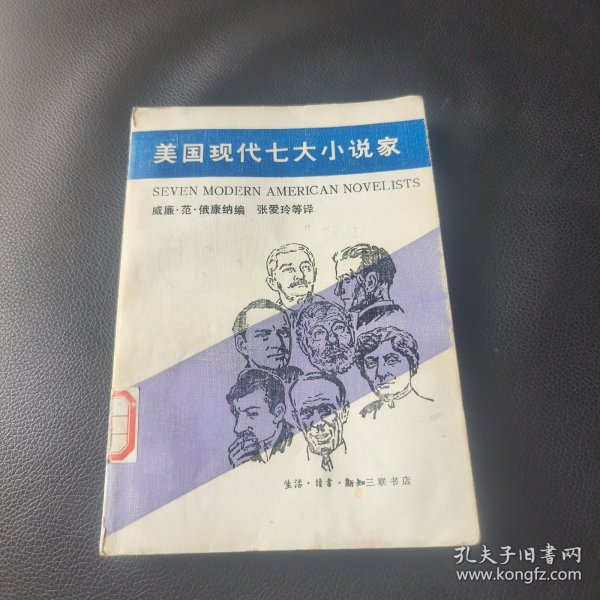 美国现代七大小说家
SEVEN MODERN AMERICAN NOVELISTS
威廉·范·俄康纳编 张爱玲等译
生活·读书·新知三联书店
孔夫子旧书网
www.kongfz.com